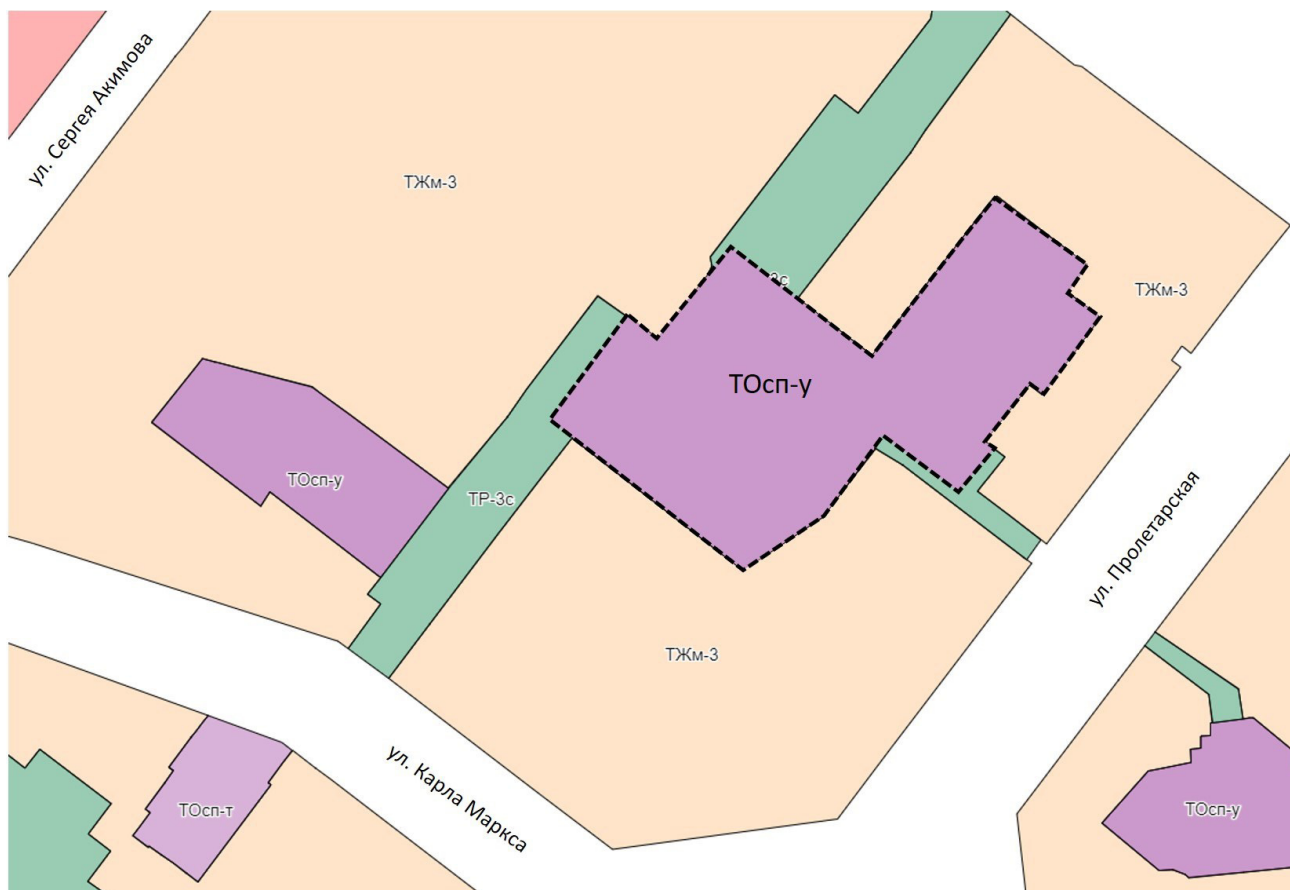 ул. Сергея Акимова
ТЖм-3
3с
ТЖм-3
ТОсп-у
ТОсп-у
ТР-3с
ул. Пролетарская
ТЖм-3
ул. Карла Маркса
ТОсп-т
ТОсп-у